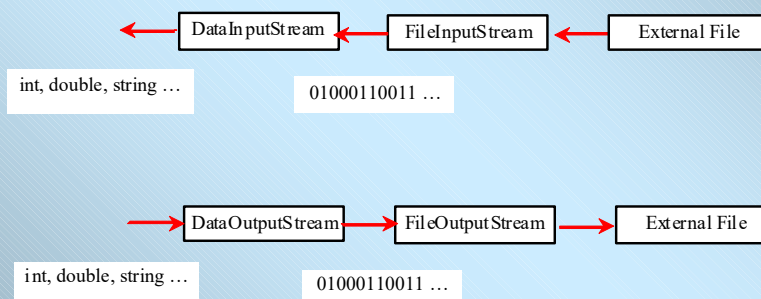 DataInputStream FileInputStream External File
int, double, string …
01000110011 …
DataOutputStream FileOutputStream External File
int, double, string …
01000110011 …